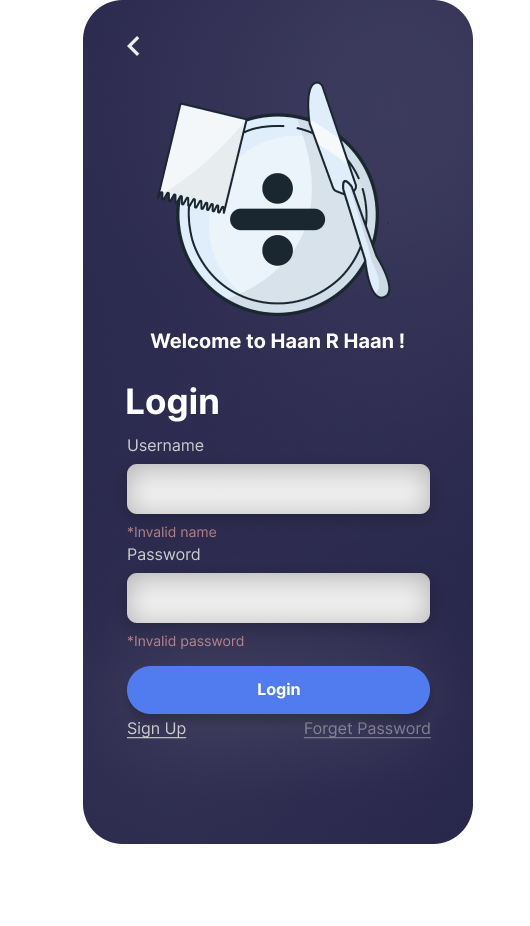 Welcome to Haan R Haan !
Login
Username
*Invalid name
Password
*Invalid password
Login
Sign Up Forget Password